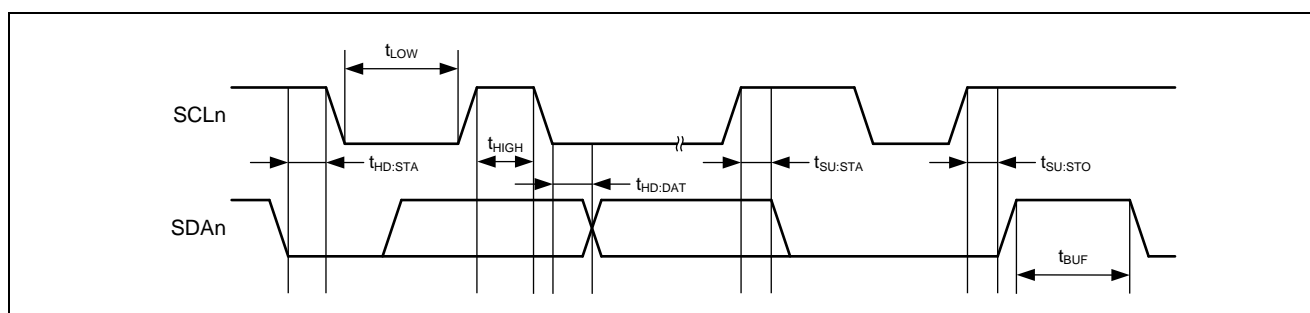 tLOW
SCLn
tHD:STA
tHIGH
tHD:DAT
tSU:STA
tSU:STO
SDAn
tBUF